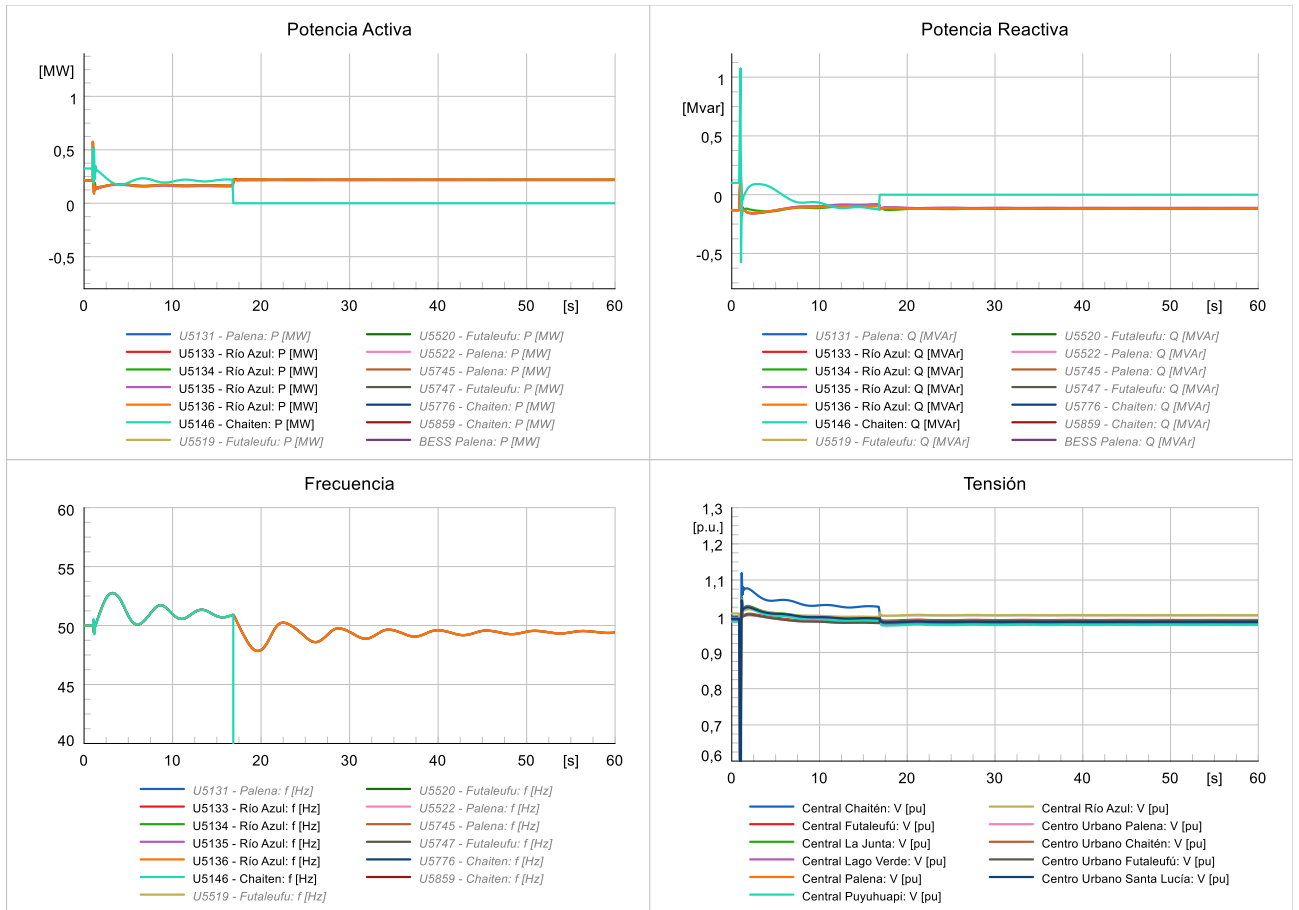 Potencia Activa
[MW]
1
0,5
0
-0,5
0 10 20 30 40 50 [s] 60
U5131 - Palena: P [MW] U5520 - Futaleufu: P [MW]
U5133 - Río Azul: P [MW] U5522 - Palena: P [MW]
U5134 - Río Azul: P [MW] U5745 - Palena: P [MW]
U5135 - Río Azul: P [MW] U5747 - Futaleufu: P [MW]
U5136 - Río Azul: P [MW] U5776 - Chaiten: P [MW]
U5146 - Chaiten: P [MW] U5859 - Chaiten: P [MW]
U5519 - Futaleufu: P [MW] BESS Palena: P [MW]
Potencia Reactiva
1
[Mvar]
0,5
0
-0,5
0 10 20 30 40 50 [s] 60
U5131 - Palena: Q [MVAr] U5520 - Futaleufu: Q [MVAr]
U5133 - Río Azul: Q [MVAr] U5522 - Palena: Q [MVAr]
U5134 - Río Azul: Q [MVAr] U5745 - Palena: Q [MVAr]
U5135 - Río Azul: Q [MVAr] U5747 - Futaleufu: Q [MVAr]
U5136 - Río Azul: Q [MVAr] U5776 - Chaiten: Q [MVAr]
U5146 - Chaiten: Q [MVAr] U5859 - Chaiten: Q [MVAr]
U5519 - Futaleufu: Q [MVAr] BESS Palena: Q [MVAr]
Frecuencia
60
55
50
45
40
0 10 20 30 40 50 [s] 60
U5131 - Palena: f [Hz] U5520 - Futaleufu: f [Hz]
U5133 - Río Azul: f [Hz] U5522 - Palena: f [Hz]
U5134 - Río Azul: f [Hz] U5745 - Palena: f [Hz]
U5135 - Río Azul: f [Hz] U5747 - Futaleufu: f [Hz]
U5136 - Río Azul: f [Hz] U5776 - Chaiten: f [Hz]
U5146 - Chaiten: f [Hz] U5859 - Chaiten: f [Hz]
U5519 - Futaleufu: f [Hz]
Tensión
1,3
[p.u.]
1,2
1,1
1
0,9
0,8
0,7
0,6
0 10 20 30 40 50 [s] 60
Central Chaitén: V [pu] Central Río Azul: V [pu]
Central Futaleufú: V [pu] Centro Urbano Palena: V [pu]
Central La Junta: V [pu] Centro Urbano Chaitén: V [pu]
Central Lago Verde: V [pu] Centro Urbano Futaleufú: V [pu]
Central Palena: V [pu] Centro Urbano Santa Lucía: V [pu]
Central Puyuhuapi: V [pu]